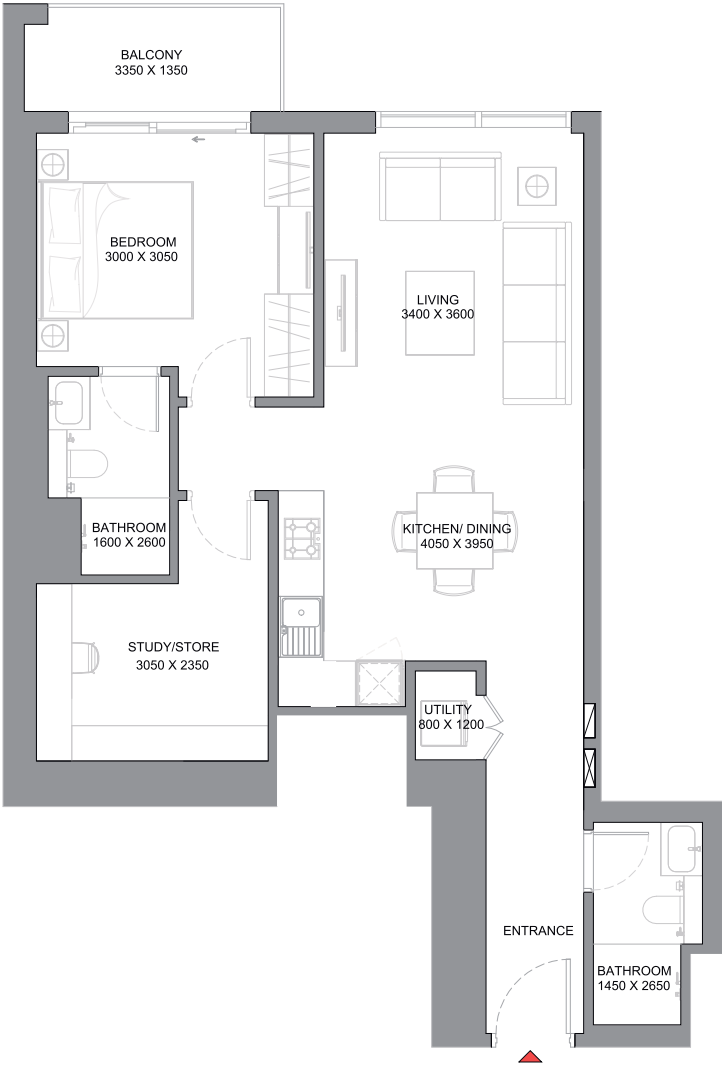 BALCONY
3350 X 1350
BEDROOM
3000 X 3050
LIVING
3400 X 3600
BATHROOM
1600 X 2600
KITCHEN/ DINING
4050 X 3950
STUDY/STORE
3050 X 2350
UTILITY
800 X 1200
ENTRANCE
BATHROOM
1450 X 2650